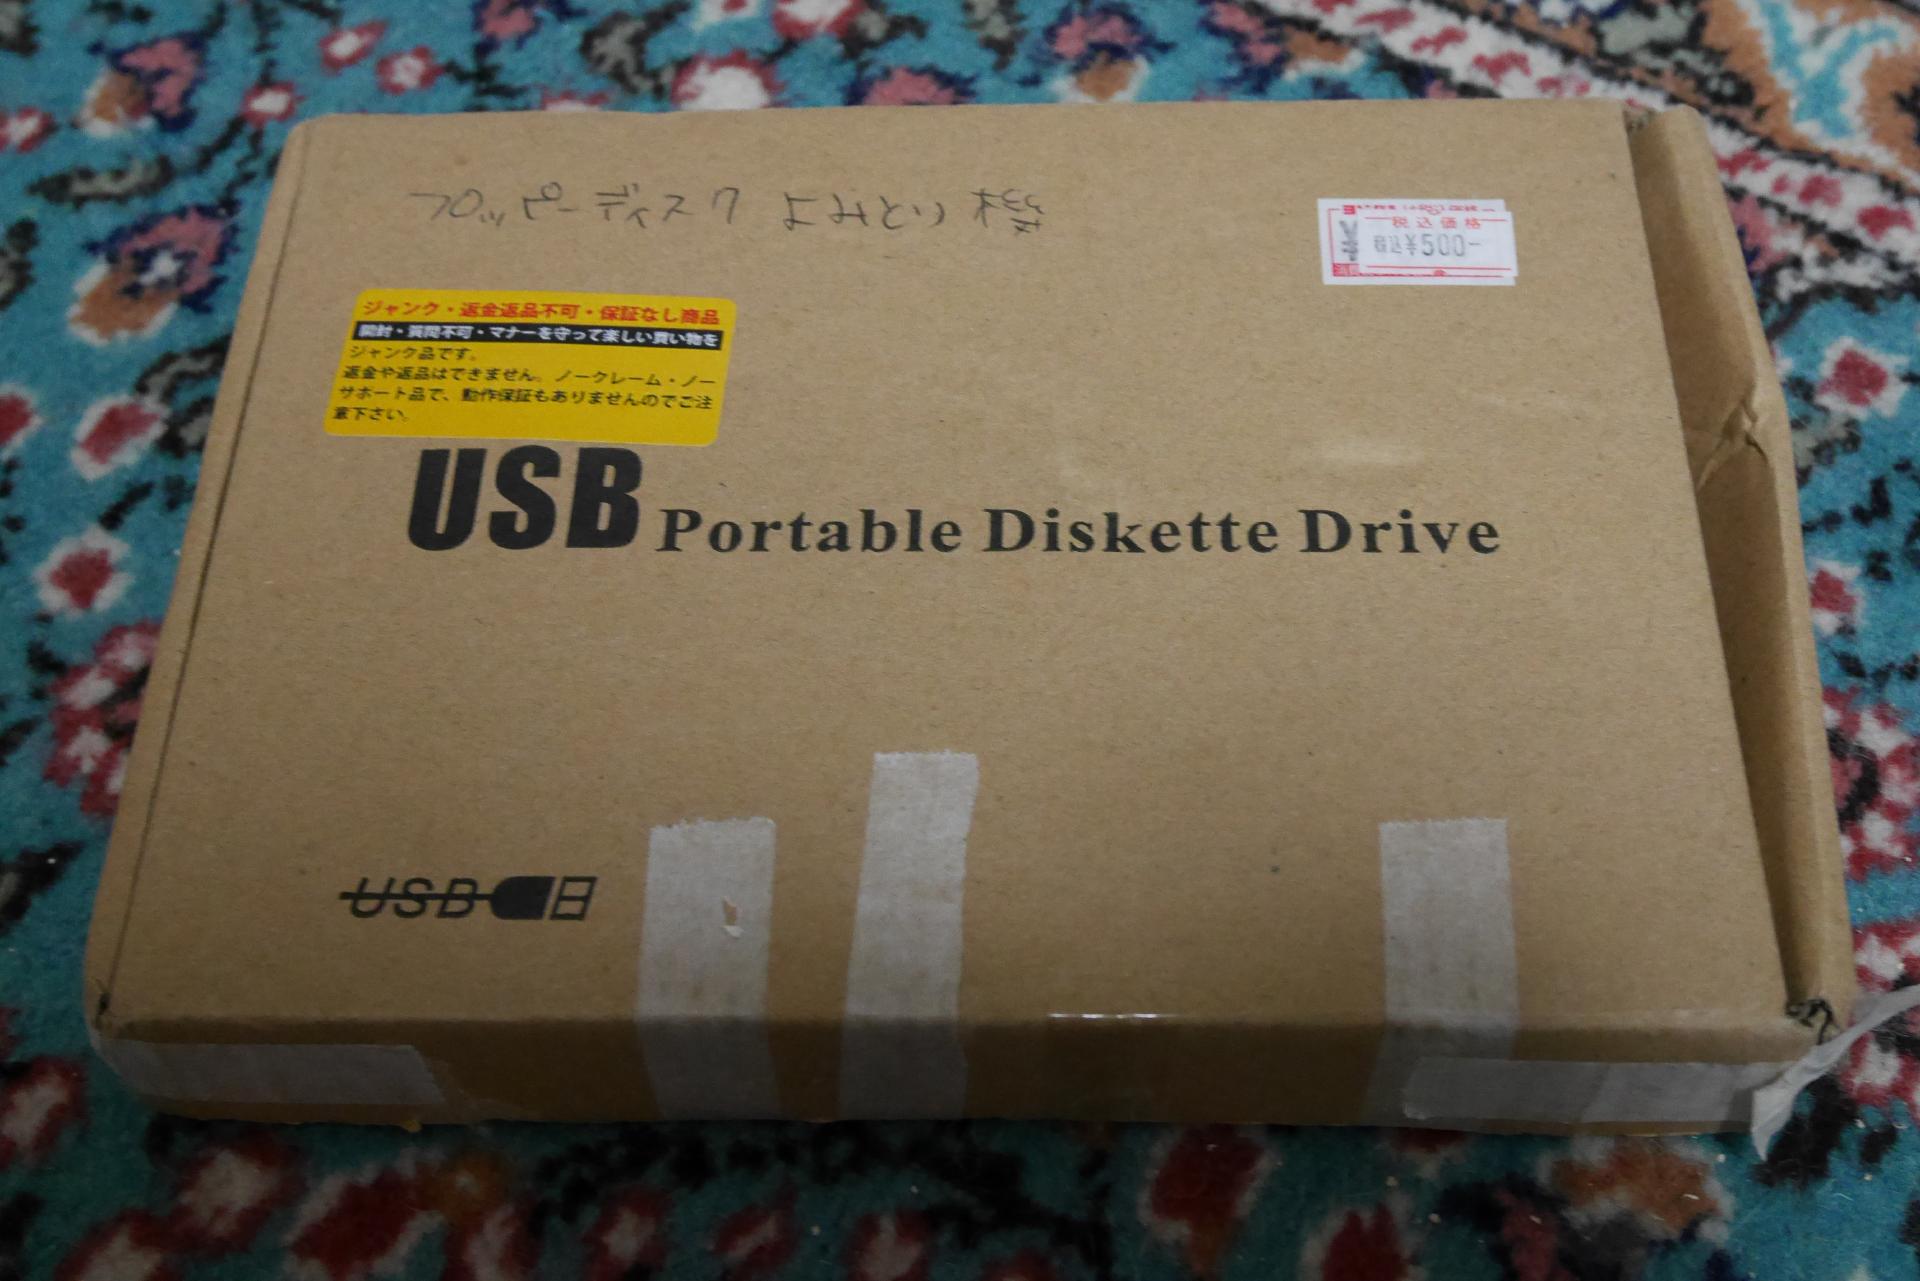 フロッピーディスク よみとり機
税込価格
税込¥500-
ジャンク・返金返品不可・保証なし商品
開封・質問不可・マナーを守って楽しい買い物を
ジャンク品です。
返金や返品はできません。ノークレーム・ノー
サポート品で、動作保証もありませんのでご注
意下さい。
USB Portable Diskette Drive
USB